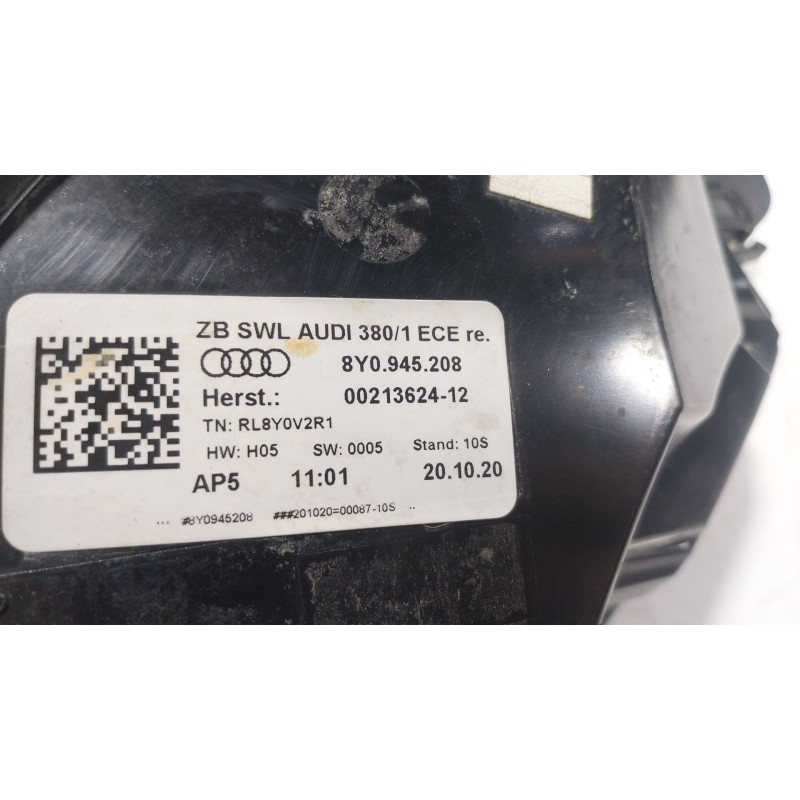 ZB SWL AUDI 380/1 ECE re.
8Y0.945.208
Herst.: 00213624-12
TN: RL8Y0V2R1
HW: H05 SW: 0005 Stand: 10S
AP5 11:01 20.10.20
... #8Y0945208 ###201020=00087-10S ..